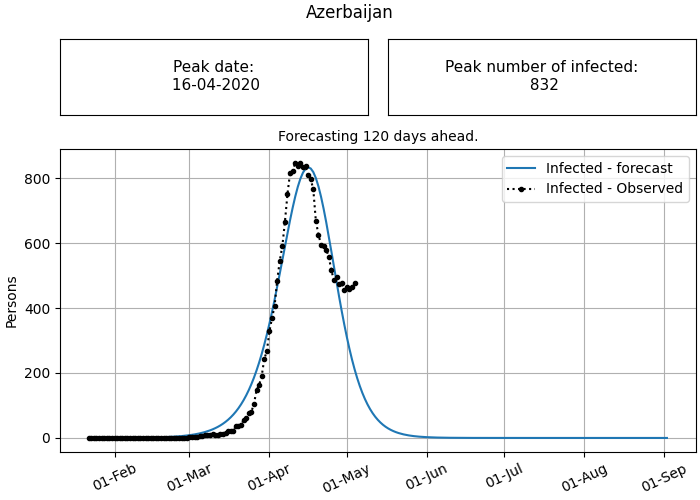 Azerbaijan
Peak date:
16-04-2020
Peak number of infected:
832
Forecasting 120 days ahead.
Infected - forecast
Infected - Observed
Persons
800
600
400
200
0
01-Feb
01-Mar
01-Apr
01-May
01-Jun
01-Jul
01-Aug
01-Sep